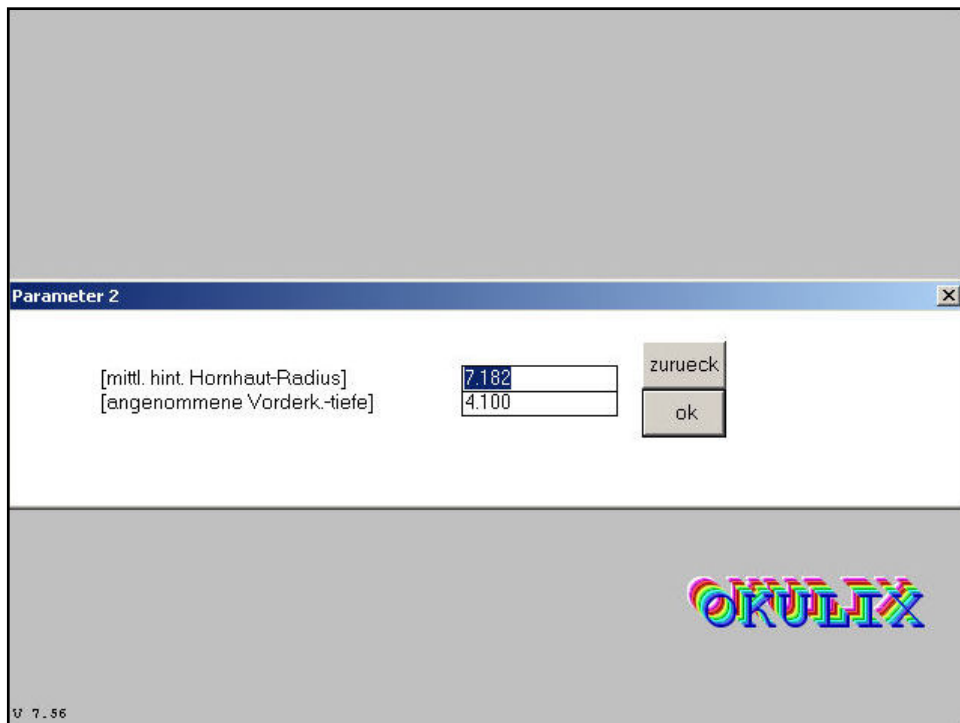 Parameter 2
[mittl. hint. Hornhaut-Radius] 7.182
[angenommene Vorderk.-tiefe] 4.100
zurueck
ok
OKULIX
V 7.56